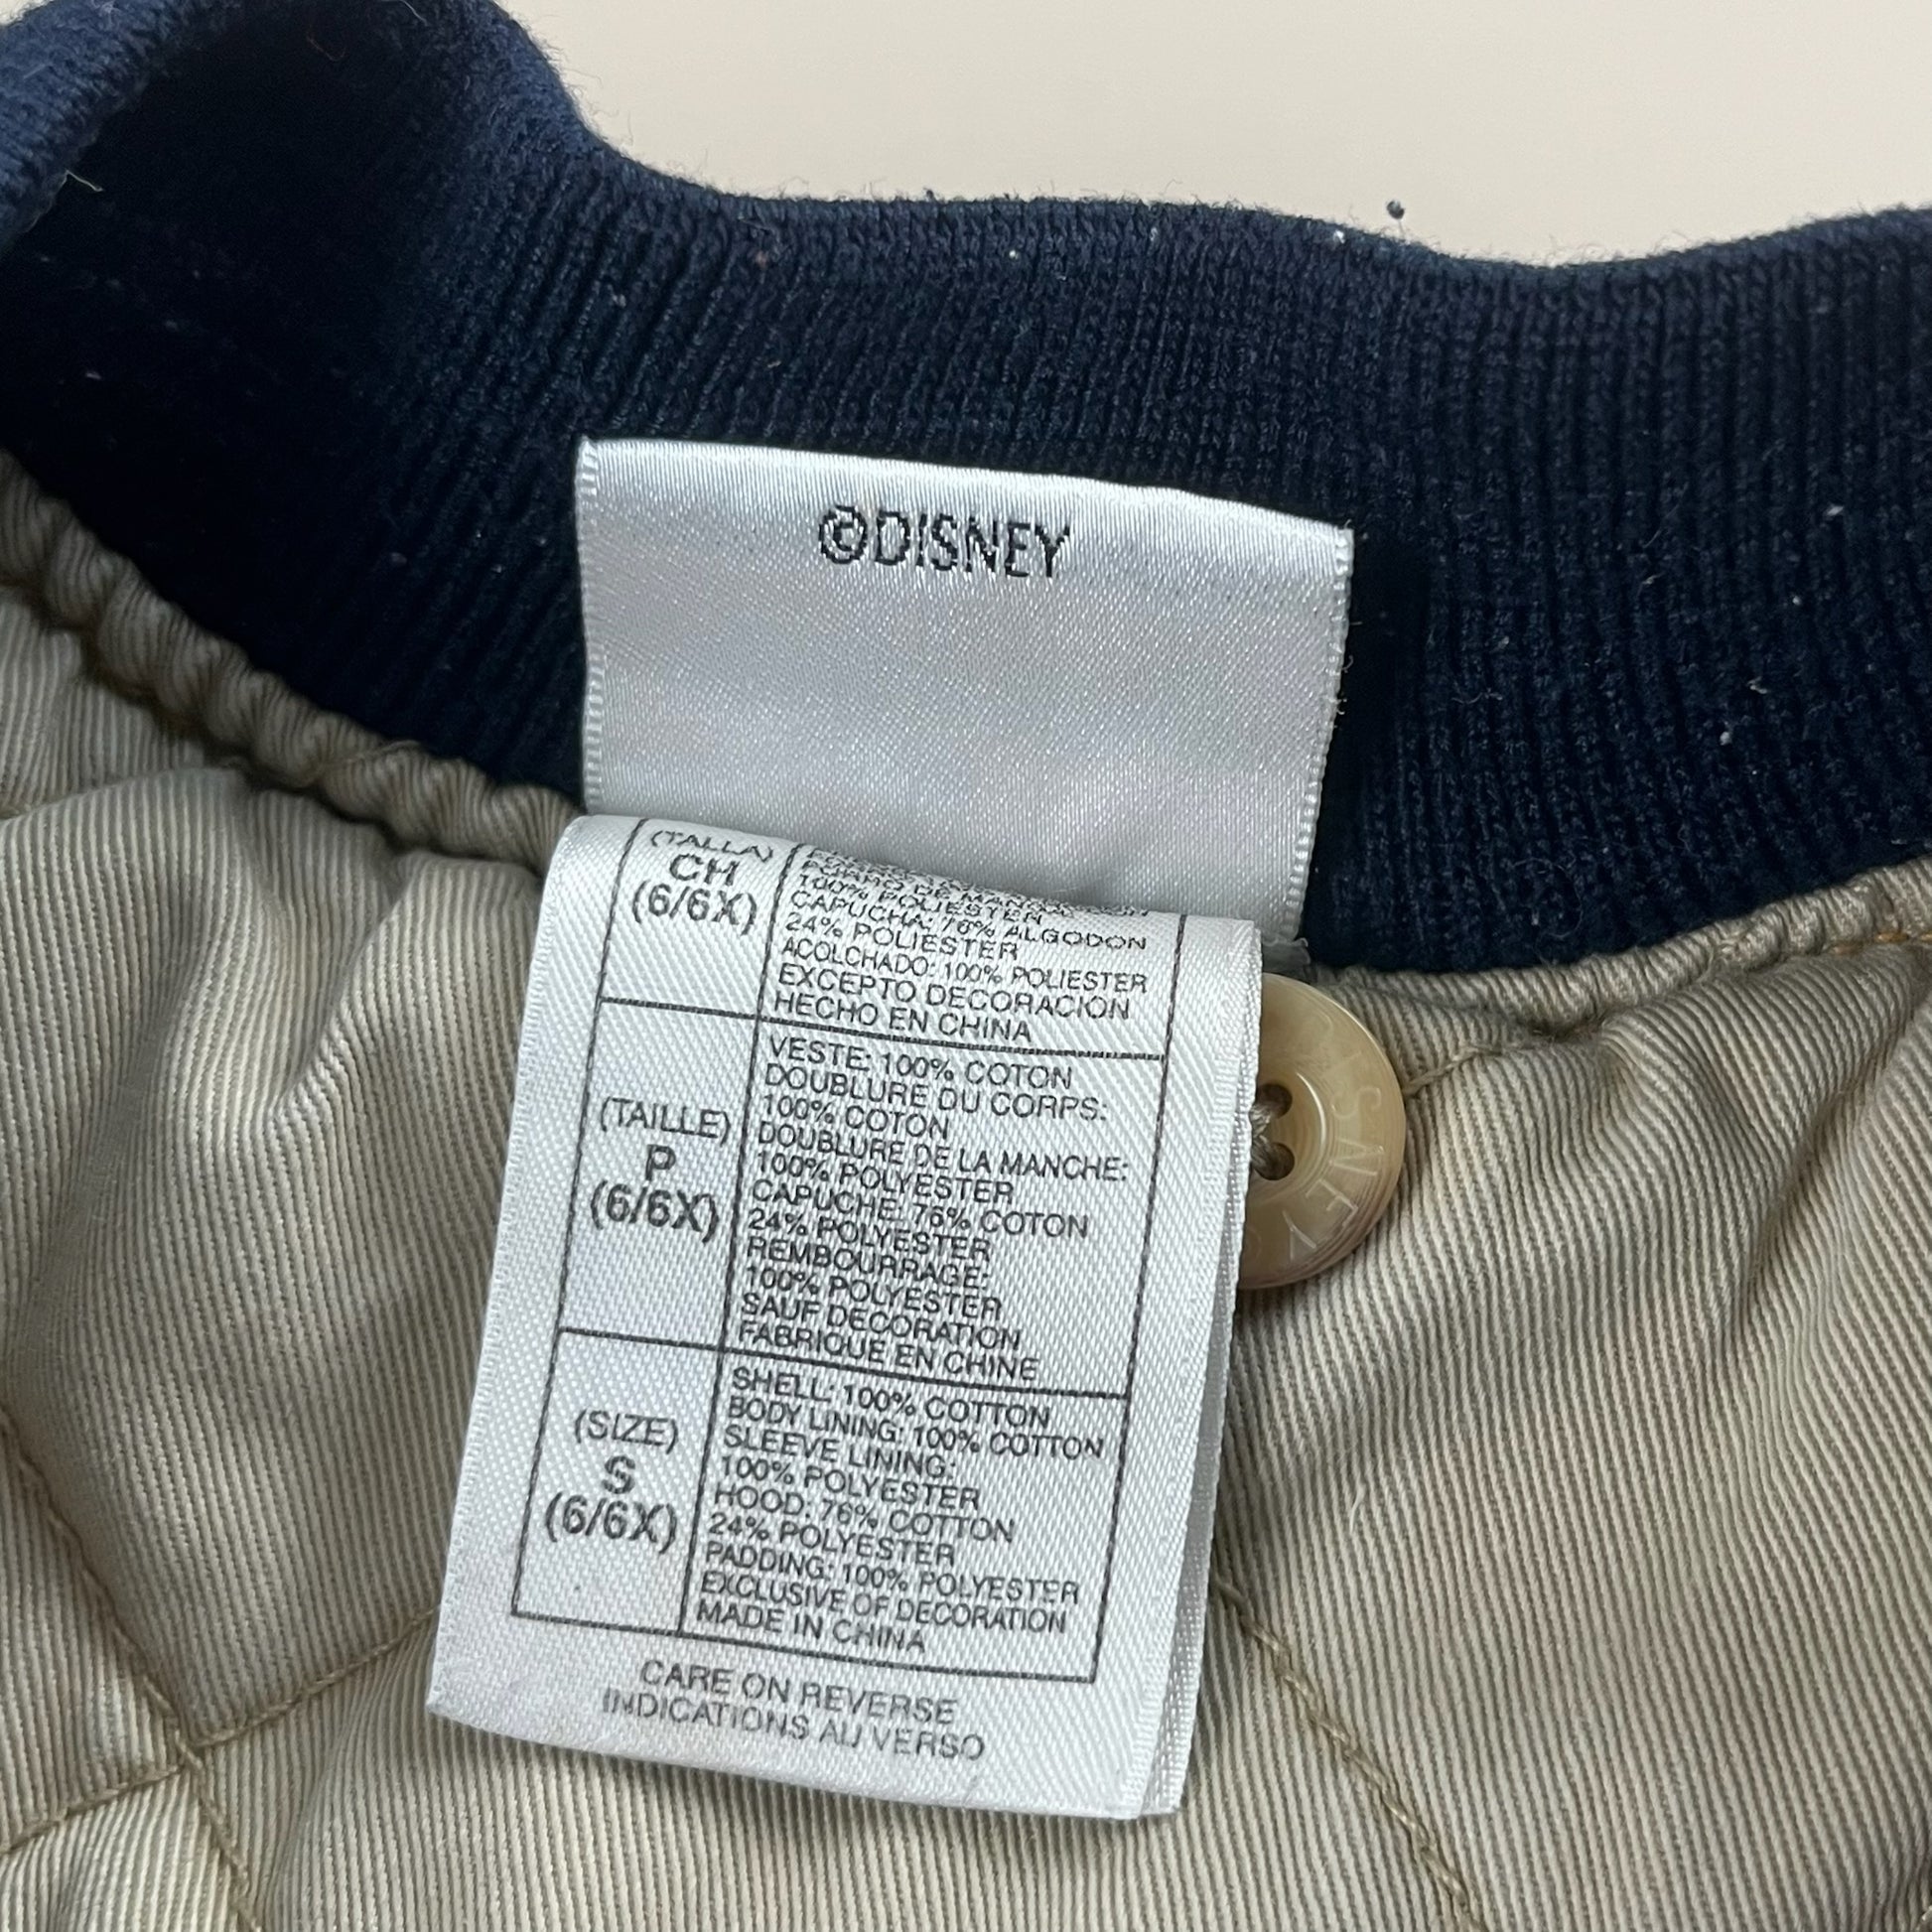 ©DISNEY
(TALLA)
CH
(6/6X)
100% POLIESTER
CAPUCHA: 76% ALGODON
24% POLIESTER
ACOLCHADO: 100% POLIESTER
EXCEPTO DECORACION
HECHO EN CHINA
(TAILLE)
P
(6/6X)
VESTE: 100% COTON
DOUBLURE DU CORPS:
100% COTON
DOUBLURE DE LA MANCHE:
100% POLYESTER
CAPUCHE: 76% COTON
24% POLYESTER
REMBOURRAGE:
100% POLYESTER
SAUF DECORATION
FABRIQUE EN CHINE
(SIZE)
S
(6/6X)
SHELL: 100% COTTON
BODY LINING: 100% COTTON
SLEEVE LINING:
100% POLYESTER
HOOD: 76% COTTON
24% POLYESTER
PADDING: 100% POLYESTER
EXCLUSIVE OF DECORATION
MADE IN CHINA
CARE ON REVERSE
INDICATIONS AU VERSO
DISNEY